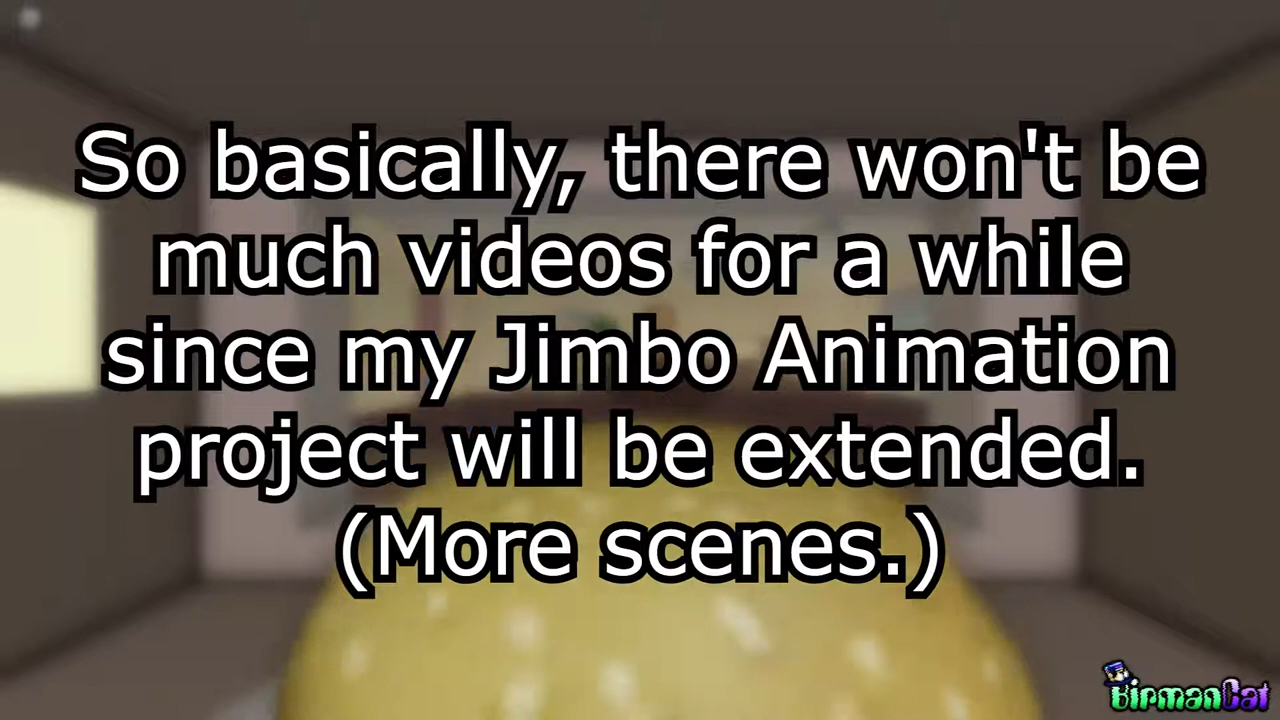 So basically, there won't be
much videos for a while
since my Jimbo Animation
project will be extended.
(More scenes.)
BirmanCat